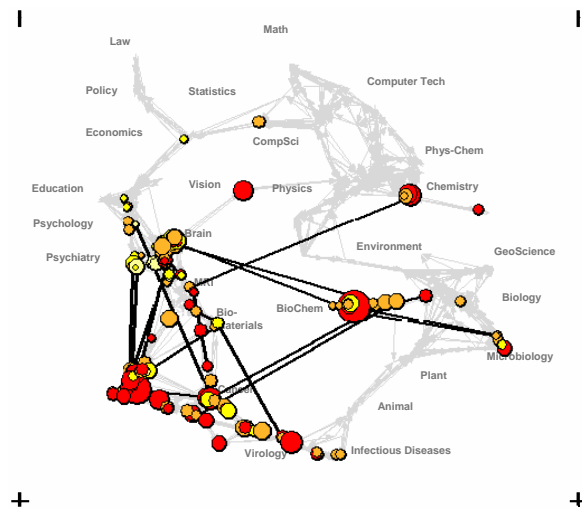 Math
Law
Computer Tech
Policy
Statistics
Economics
CompSci
Phys-Chem
Education
Vision
Physics
Chemistry
Psychology
Brain
Environment
GeoScience
Psychiatry
MRI
Biology
BioChem
Bio-
materials
Microbiology
Plant
Cancer
Animal
Virology
Infectious Diseases